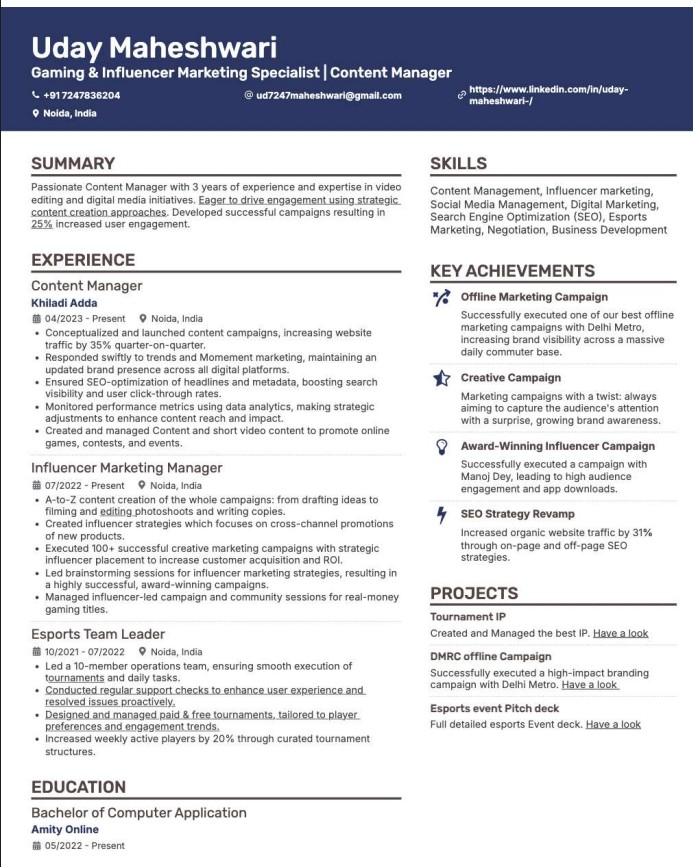 Uday Maheshwari
Gaming & Influencer Marketing Specialist | Content Manager
+91 7247836204
ud7247maheshwari@gmail.com
https://www.linkedin.com/in/uday-
maheshwari-/
Noida, India
SUMMARY
Passionate Content Manager with 3 years of experience and expertise in video
editing and digital media initiatives. Eager to drive engagement using strategic
content creation approaches. Developed successful campaigns resulting in
25% increased user engagement.
EXPERIENCE
Content Manager
Khiladi Adda
04/2023 - Present Noida, India
• Conceptualized and launched content campaigns, increasing website
traffic by 35% quarter-on-quarter.
• Responded swiftly to trends and Momement marketing, maintaining an
updated brand presence across all digital platforms.
• Ensured SEO-optimization of headlines and metadata, boosting search
visibility and user click-through rates.
• Monitored performance metrics using data analytics, making strategic
adjustments to enhance content reach and impact.
• Created and managed Content and short video content to promote online
games, contests, and events.
Influencer Marketing Manager
07/2022 - Present Noida, India
• A-to-Z content creation of the whole campaigns: from drafting ideas to
filming and editing photoshoots and writing copies.
• Created influencer strategies which focuses on cross-channel promotions
of new products.
• Executed 100+ successful creative marketing campaigns with strategic
influencer placement to increase customer acquisition and ROI.
• Led brainstorming sessions for influencer marketing strategies, resulting in
a highly successful, award-winning campaigns.
• Managed influencer-led campaign and community sessions for real-money
gaming titles.
Esports Team Leader
10/2021 - 07/2022 Noida, India
• Led a 10-member operations team, ensuring smooth execution of
tournaments and daily tasks.
• Conducted regular support checks to enhance user experience and
resolved issues proactively.
• Designed and managed paid & free tournaments, tailored to player
preferences and engagement trends.
• Increased weekly active players by 20% through curated tournament
structures.
EDUCATION
Bachelor of Computer Application
Amity Online
05/2022 - Present
SKILLS
Content Management, Influencer marketing,
Social Media Management, Digital Marketing,
Search Engine Optimization (SEO), Esports
Marketing, Negotiation, Business Development
KEY ACHIEVEMENTS
Offline Marketing Campaign
Successfully executed one of our best offline
marketing campaigns with Delhi Metro,
increasing brand visibility across a massive
daily commuter base.
Creative Campaign
Marketing campaigns with a twist: always
aiming to capture the audience's attention
with a surprise, growing brand awareness.
Award-Winning Influencer Campaign
Successfully executed a campaign with
Manoj Dey, leading to high audience
engagement and app downloads.
SEO Strategy Revamp
Increased organic website traffic by 31%
through on-page and off-page SEO
strategies.
PROJECTS
Tournament IP
Created and Managed the best IP. Have a look
DMRC offline Campaign
Successfully executed a high-impact branding
campaign with Delhi Metro. Have a look
Esports event Pitch deck
Full detailed esports Event deck. Have a look